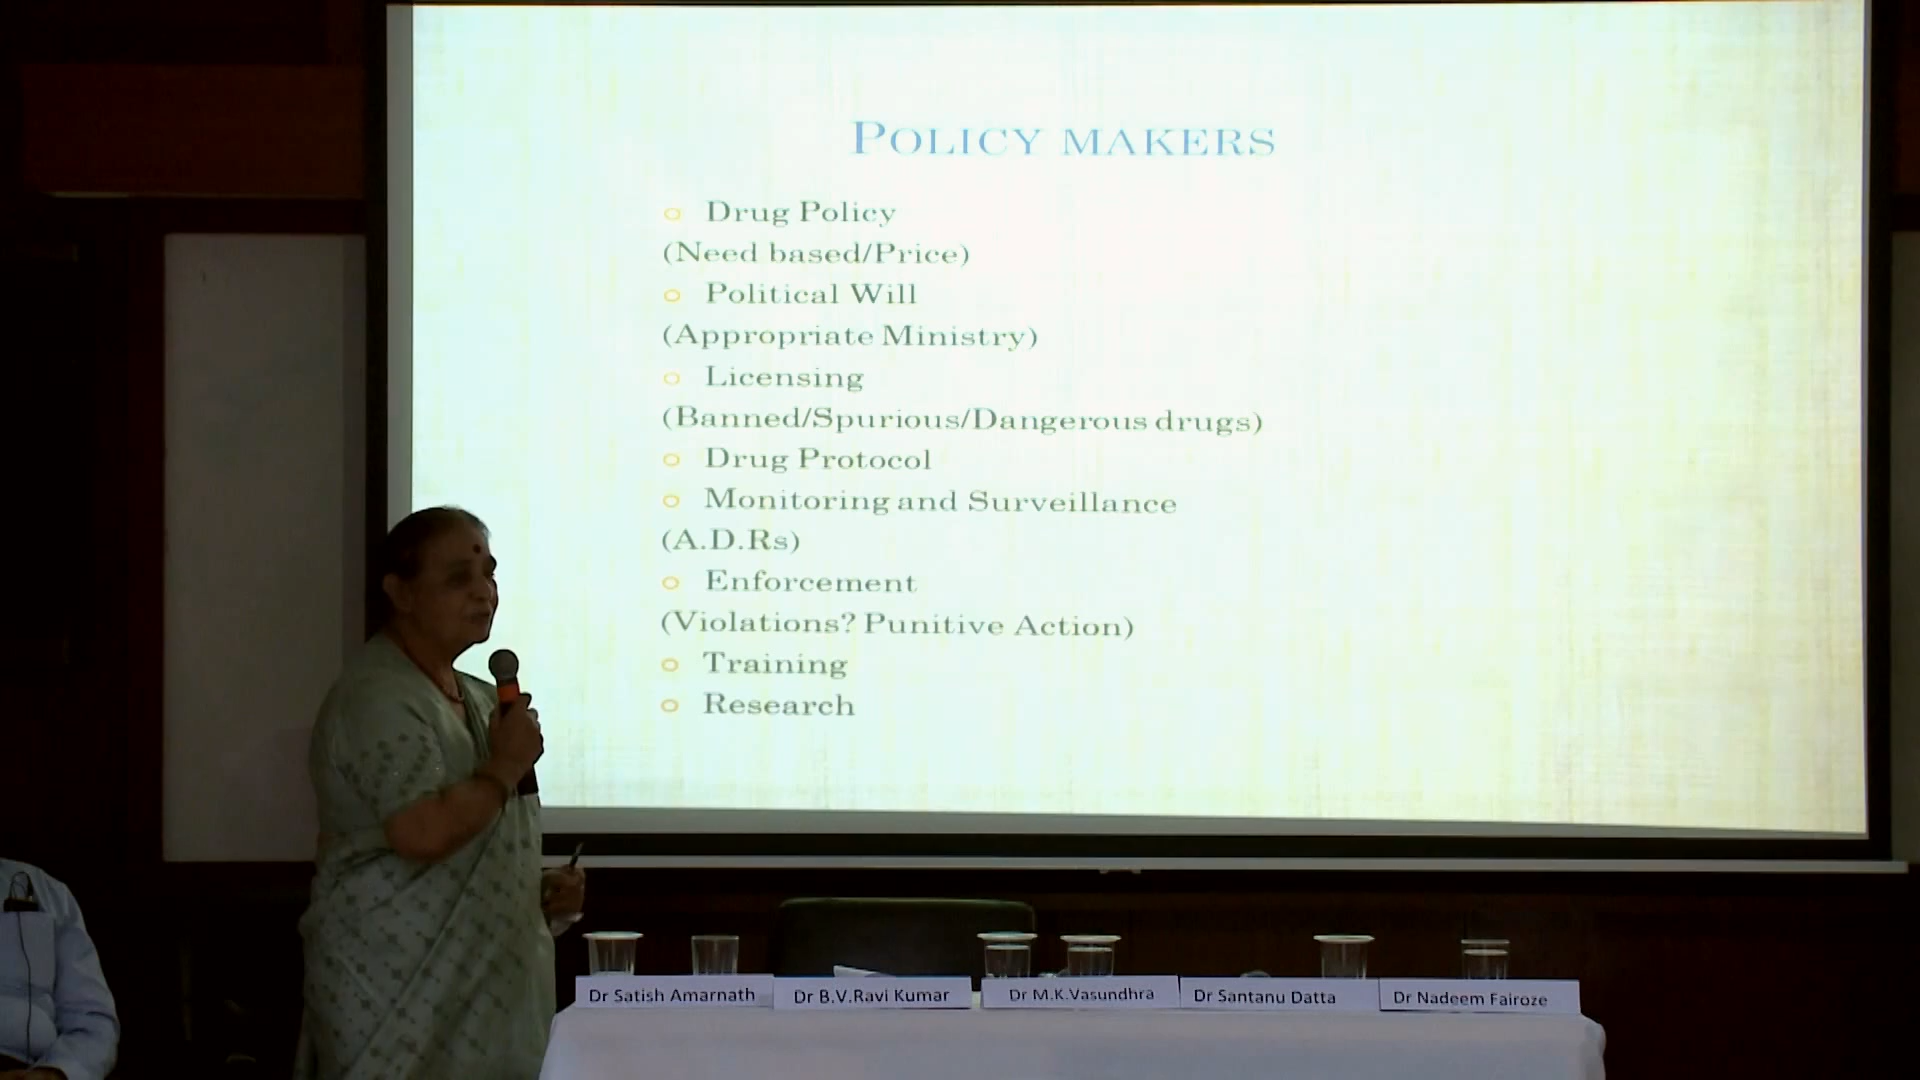 POLICY MAKERS
o Drug Policy
(Need based/Price)
o Political Will
(Appropriate Ministry)
o Licensing
(Banned/Spurious/Dangerous drugs)
o Drug Protocol
o Monitoring and Surveillance
(A.D.Rs)
o Enforcement
(Violations? Punitive Action)
o Training
o Research
Dr Satish Amarnath
Dr B.V.Ravi Kumar
Dr M.K.Vasundhra
Dr Santanu Datta
Dr Nadeem Fairoze